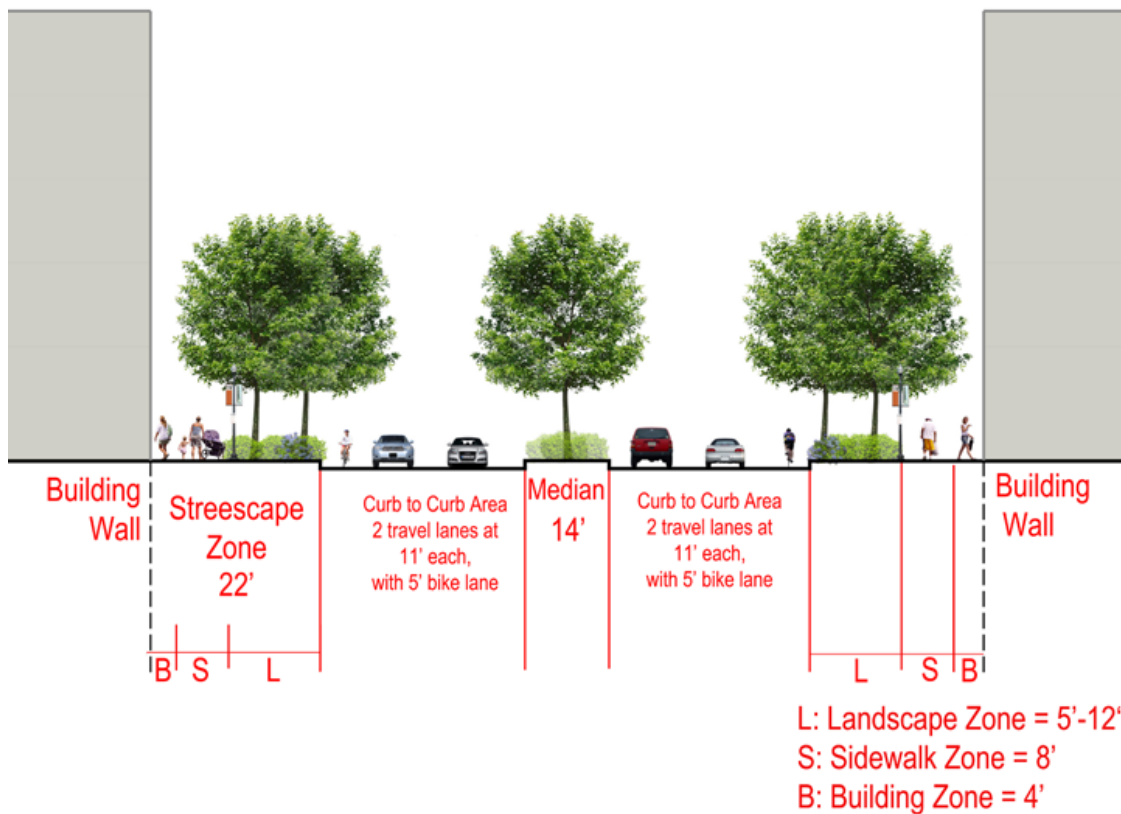 Building
Wall
Streescape
Zone
22’
Curb to Curb Area
2 travel lanes at
11’ each,
with 5’ bike lane
Median
14’
Curb to Curb Area
2 travel lanes at
11’ each,
with 5’ bike lane
Building
Wall
B S L
L S B
L: Landscape Zone = 5’-12‘
S: Sidewalk Zone = 8’
B: Building Zone = 4’